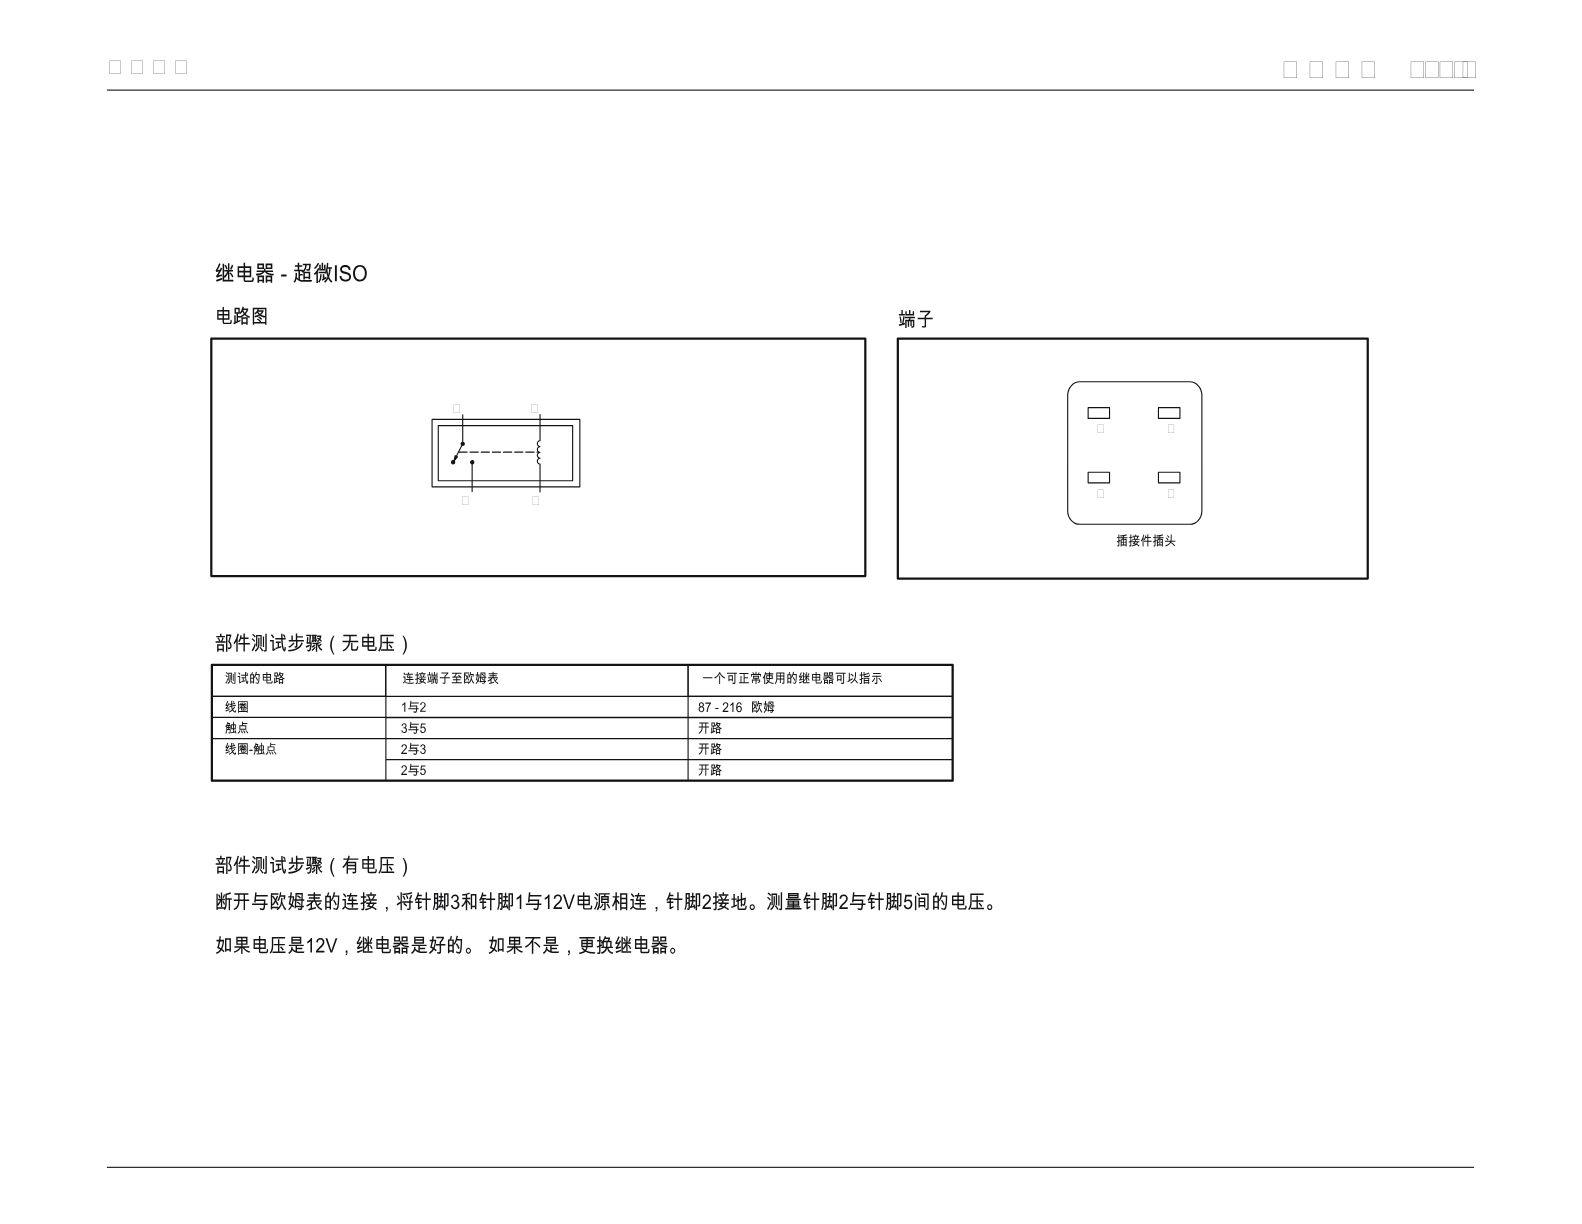 继电器 - 超微ISO
电路图
端子
插接件插头
部件测试步骤（无电压）
测试的电路 连接端子至欧姆表 一个可正常使用的继电器可以指示
线圈 1与2 87 - 216 欧姆
触点 3与5 开路
线圈-触点 2与3 开路
2与5 开路
部件测试步骤（有电压）
断开与欧姆表的连接，将针脚3和针脚1与12V电源相连，针脚2接地。测量针脚2与针脚5间的电压。
如果电压是12V，继电器是好的。 如果不是，更换继电器。